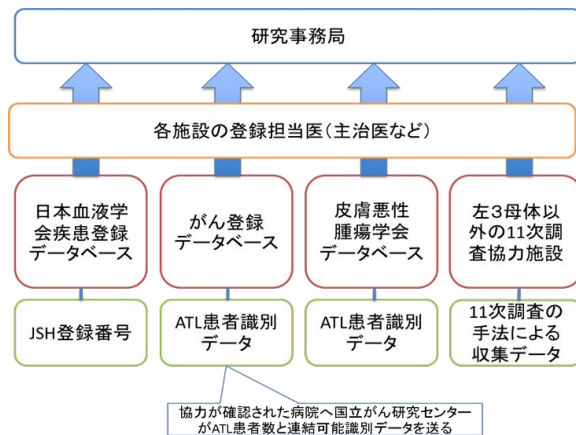 研究事務局
各施設の登録担当医(主治医など)
日本血液学
会疾患登録
データベース
がん登録
データベース
皮膚悪性
腫瘍学会
データベース
左3母体以
外の11次調
査協力施設
JSH登録番号
ATL患者識別
データ
ATL患者識別
データ
11次調査の
手法による
収集データ
協力が確認された病院へ国立がん研究センター
がATL患者数と連結可能識別データを送る